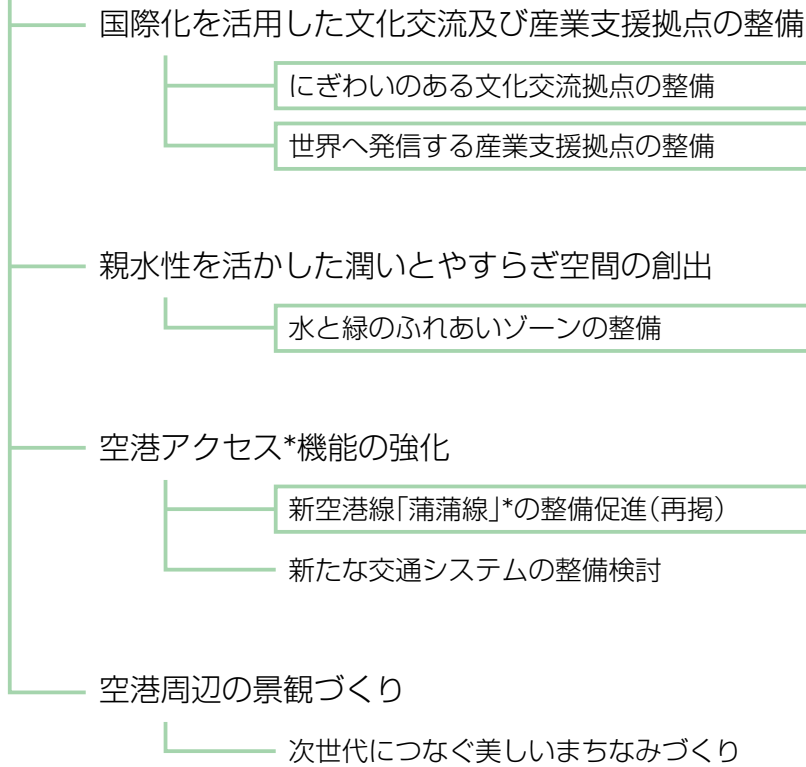 国際化を活用した文化交流及び産業支援拠点の整備
にぎわいのある文化交流拠点の整備
世界へ発信する産業支援拠点の整備
親水性を活かした潤いとやすらぎ空間の創出
水と緑のふれあいゾーンの整備
空港アクセス*機能の強化
新空港線「蒲蒲線」*の整備促進(再掲)
新たな交通システムの整備検討
空港周辺の景観づくり
次世代につなぐ美しいまちなみづくり